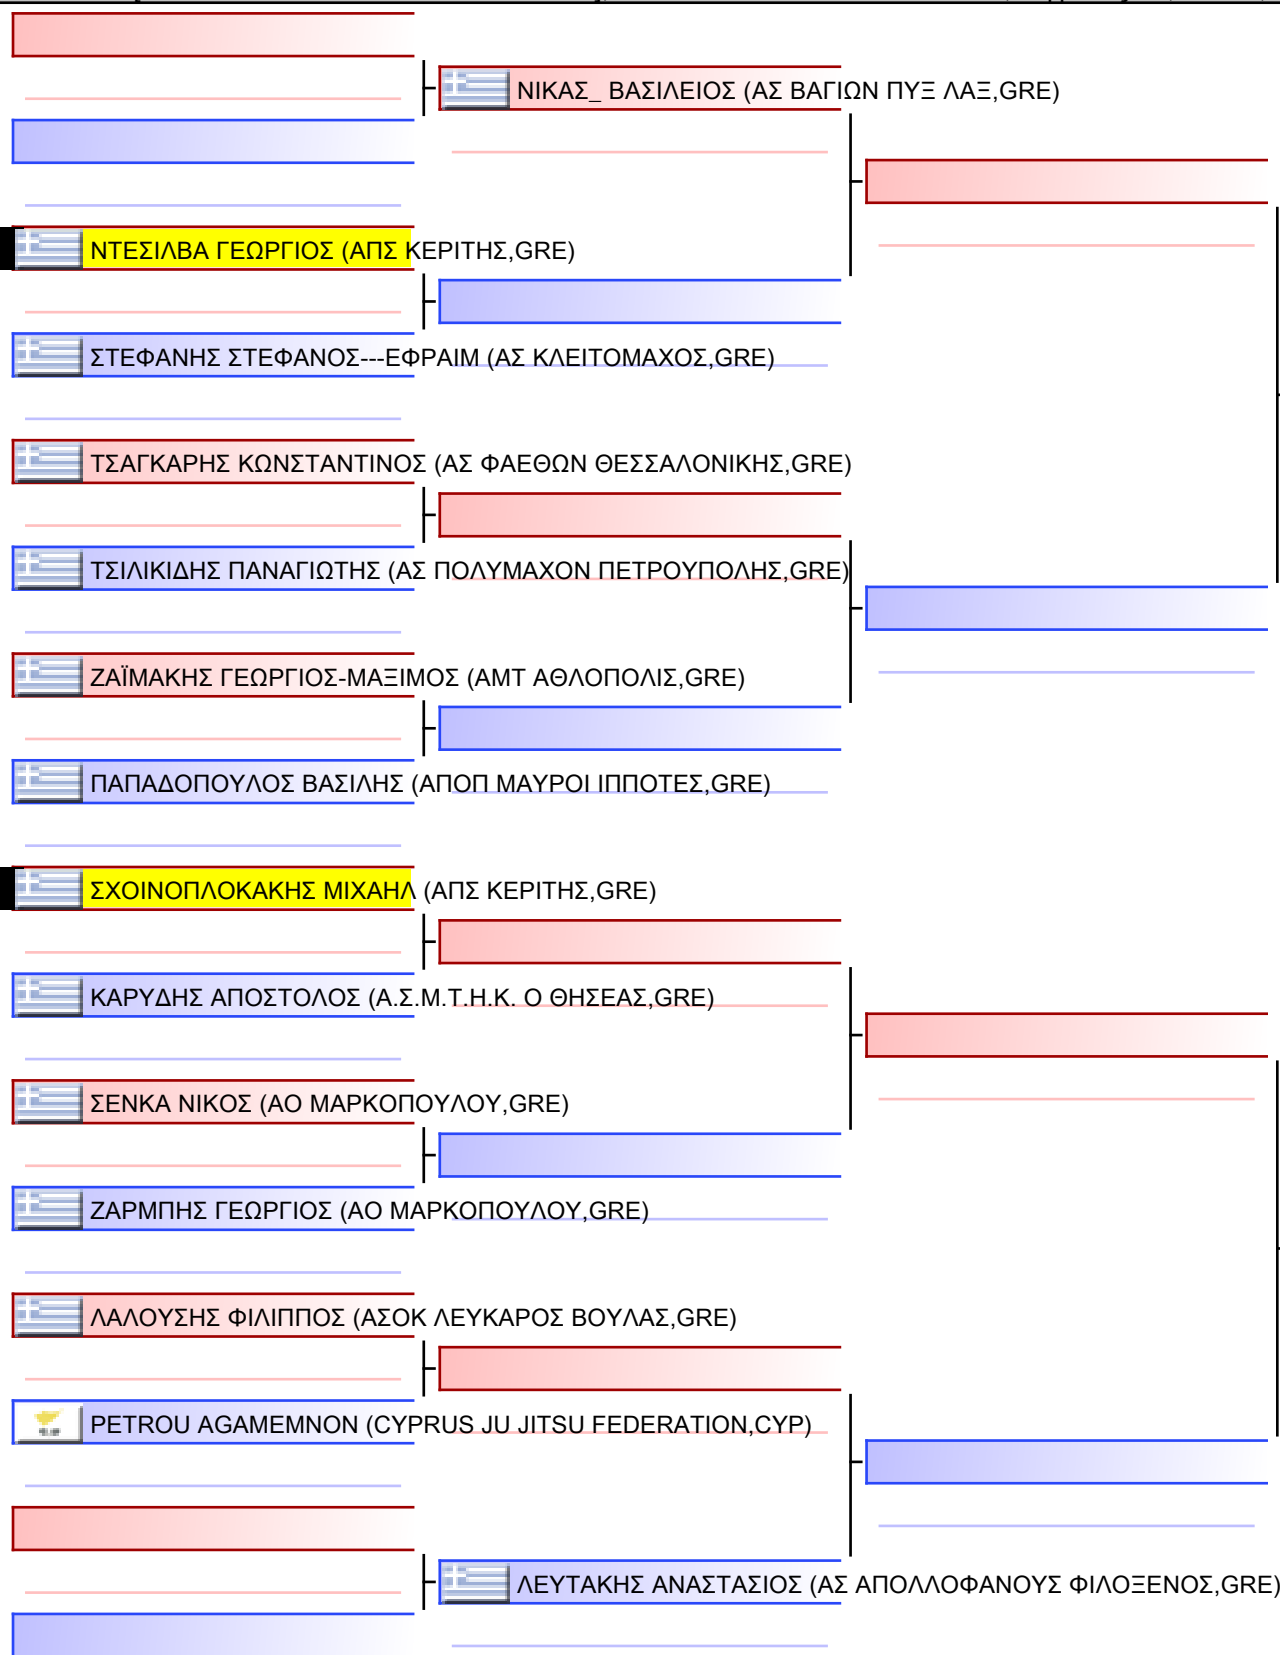 ΝΙΚΑΣ_ ΒΑΣΙΛΕΙΟΣ (ΑΣ ΒΑΓΙΩΝ ΠΥΞ ΛΑΞ,GRE)
ΝΤΕΣΙΛΒΑ ΓΕΩΡΓΙΟΣ (ΑΠΣ ΚΕΡΙΤΗΣ,GRE)
ΣΤΕΦΑΝΗΣ ΣΤΕΦΑΝΟΣ---ΕΦΡΑΙΜ (ΑΣ ΚΛΕΙΤΟΜΑΧΟΣ,GRE)
ΤΣΑΓΚΑΡΗΣ ΚΩΝΣΤΑΝΤΙΝΟΣ (ΑΣ ΦΑΕΘΩΝ ΘΕΣΣΑΛΟΝΙΚΗΣ,GRE)
ΤΣΙΛΙΚΙΔΗΣ ΠΑΝΑΓΙΩΤΗΣ (ΑΣ ΠΟΛΥΜΑΧΟΝ ΠΕΤΡΟΥΠΟΛΗΣ,GRE)
ΖΑΪΜΑΚΗΣ ΓΕΩΡΓΙΟΣ-ΜΑΞΙΜΟΣ (ΑΜΤ ΑΘΛΟΠΟΛΙΣ,GRE)
ΠΑΠΑΔΟΠΟΥΛΟΣ ΒΑΣΙΛΗΣ (ΑΠΟΠ ΜΑΥΡΟΙ ΙΠΠΟΤΕΣ,GRE)
ΣΧΟΙΝΟΠΛΟΚΑΚΗΣ ΜΙΧΑΗΛ (ΑΠΣ ΚΕΡΙΤΗΣ,GRE)
ΚΑΡΥΔΗΣ ΑΠΟΣΤΟΛΟΣ (Α.Σ.Μ.Τ.Η.Κ. Ο ΘΗΣΕΑΣ,GRE)
ΣΕΝΚΑ ΝΙΚΟΣ (ΑΟ ΜΑΡΚΟΠΟΥΛΟΥ,GRE)
ΖΑΡΜΠΗΣ ΓΕΩΡΓΙΟΣ (ΑΟ ΜΑΡΚΟΠΟΥΛΟΥ,GRE)
ΛΑΛΟΥΣΗΣ ΦΙΛΙΠΠΟΣ (ΑΣΟΚ ΛΕΥΚΑΡΟΣ ΒΟΥΛΑΣ,GRE)
PETROU AGAMEMNON (CYPRUS JU JITSU FEDERATION,CYP)
ΛΕΥΤΑΚΗΣ ΑΝΑΣΤΑΣΙΟΣ (ΑΣ ΑΠΟΛΛΟΦΑΝΟΥΣ ΦΙΛΟΞΕΝΟΣ,GRE)